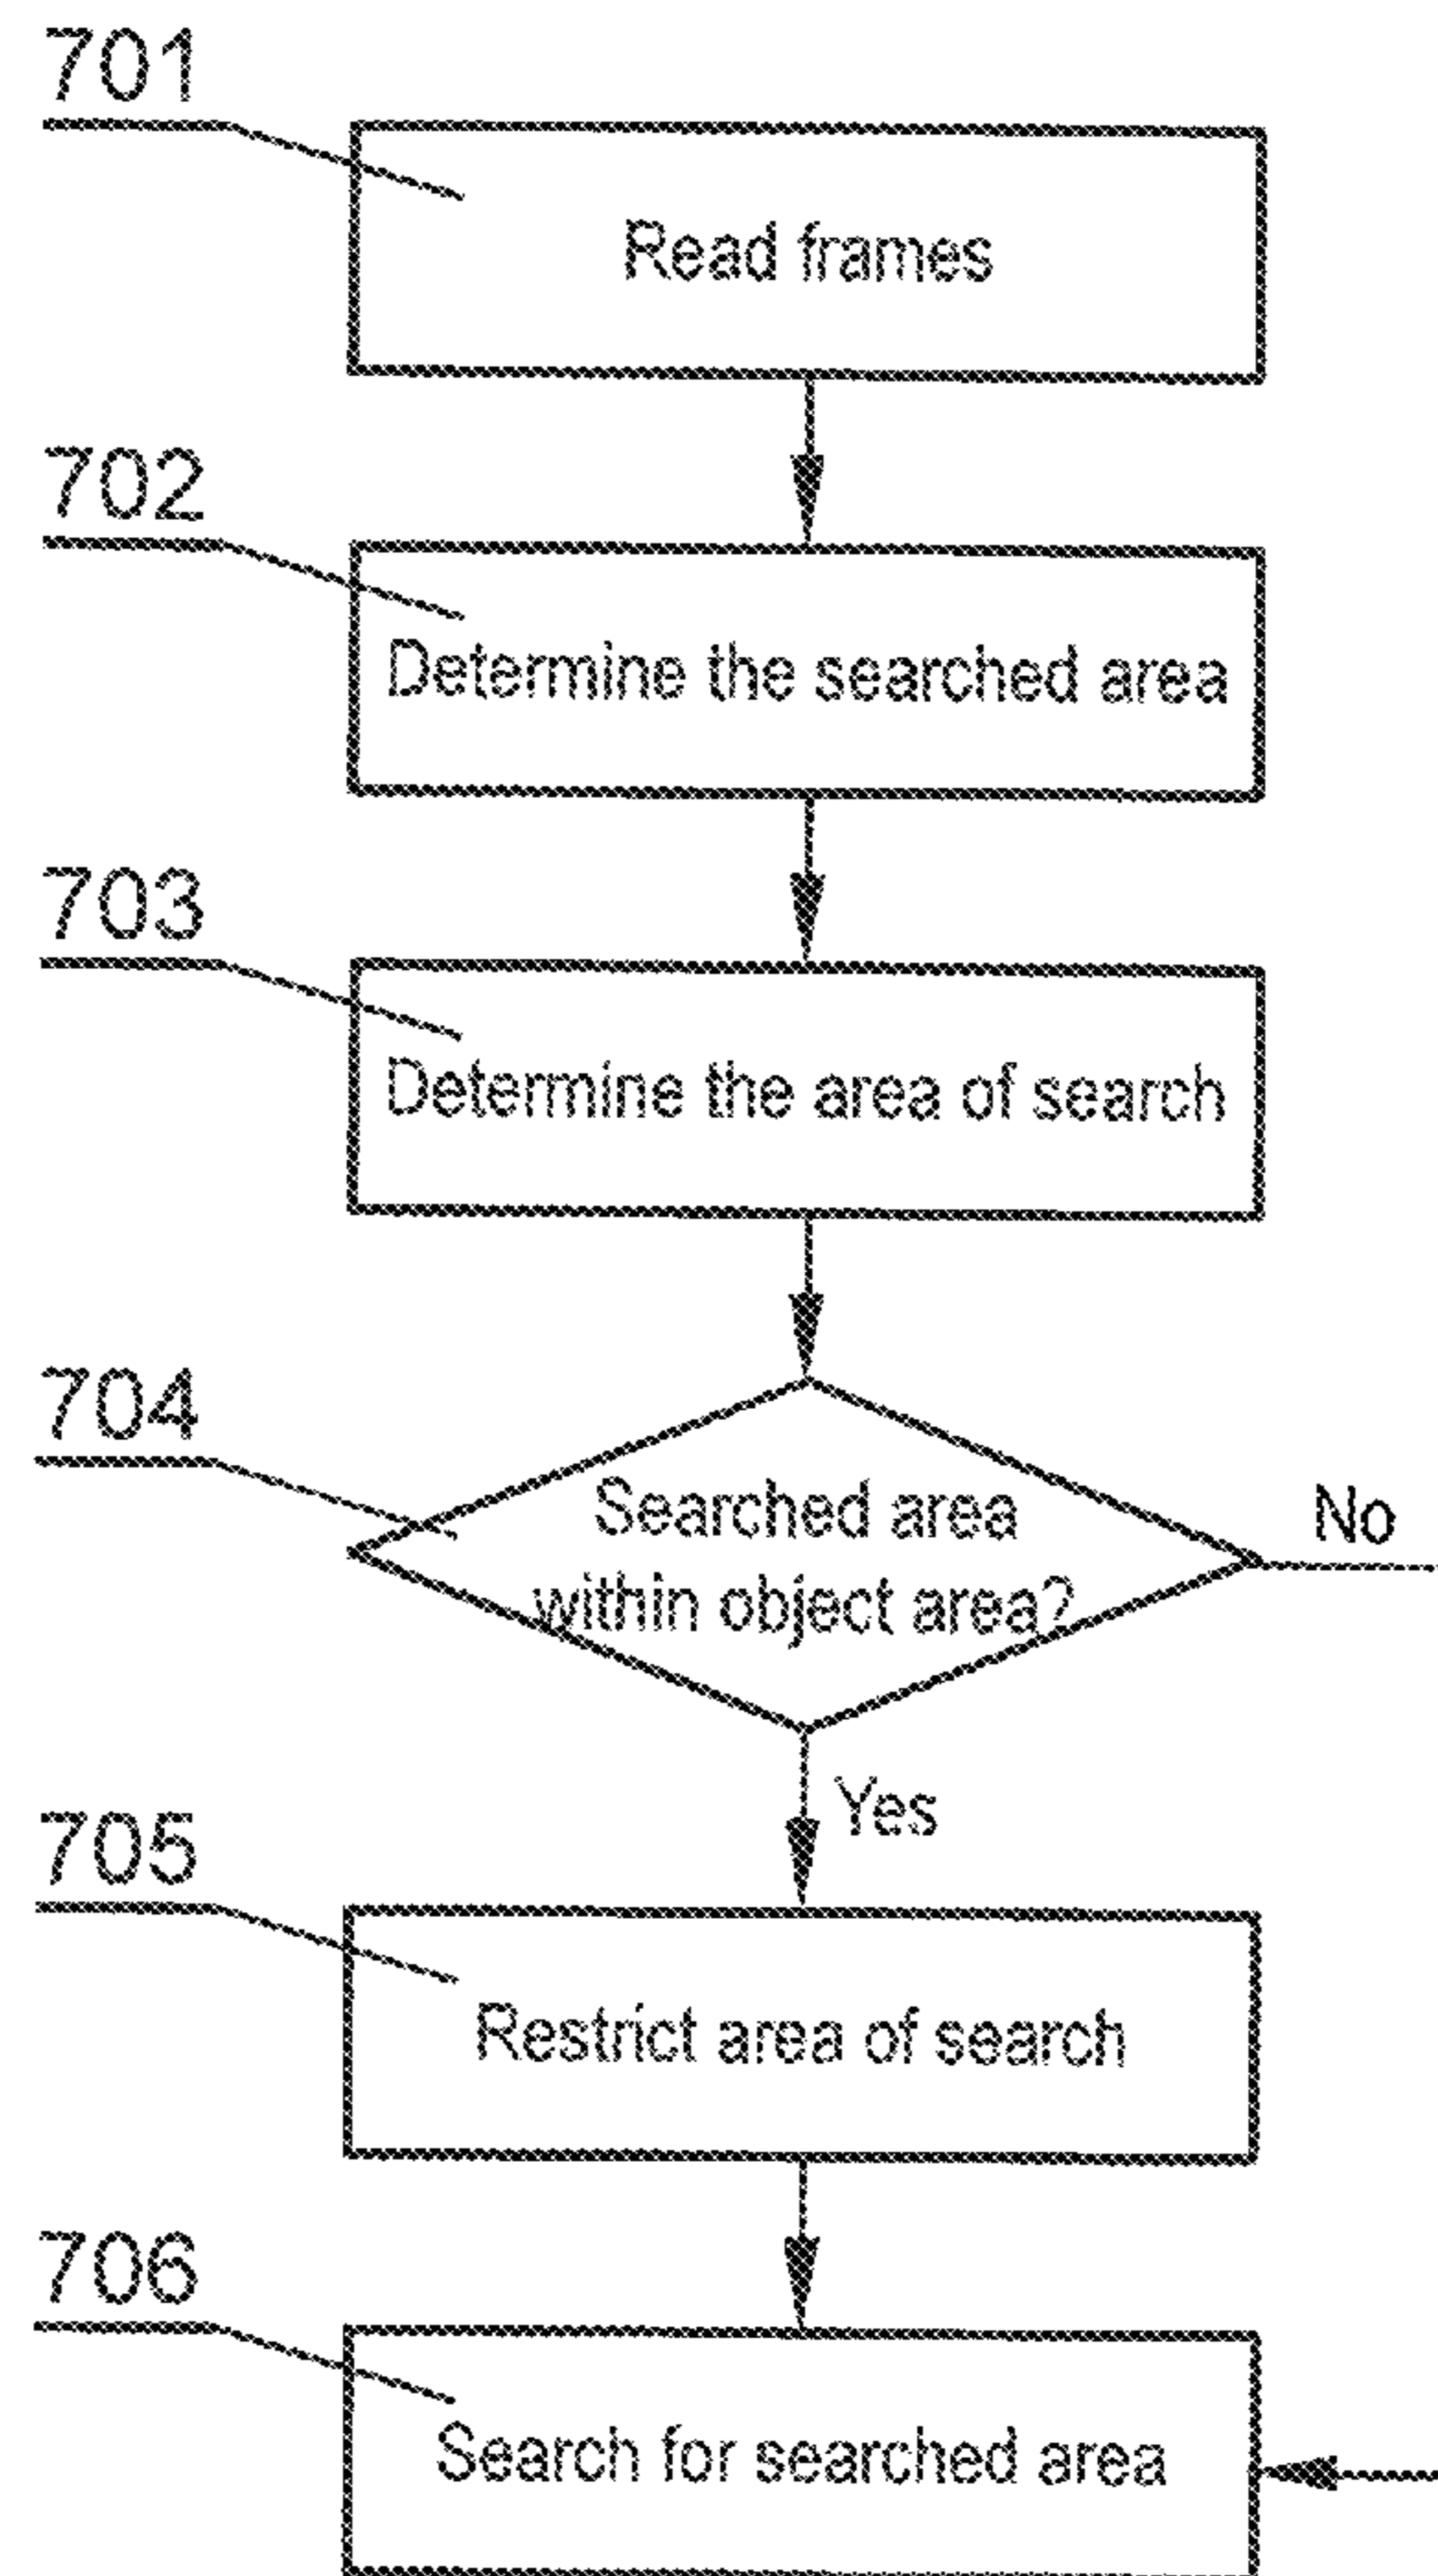 701
Read frames
702
Determine the searched area
703
Determine the area of search
704
Searched area
within object area?
No
Yes
705
Restrict area of search
706
Search for searched area